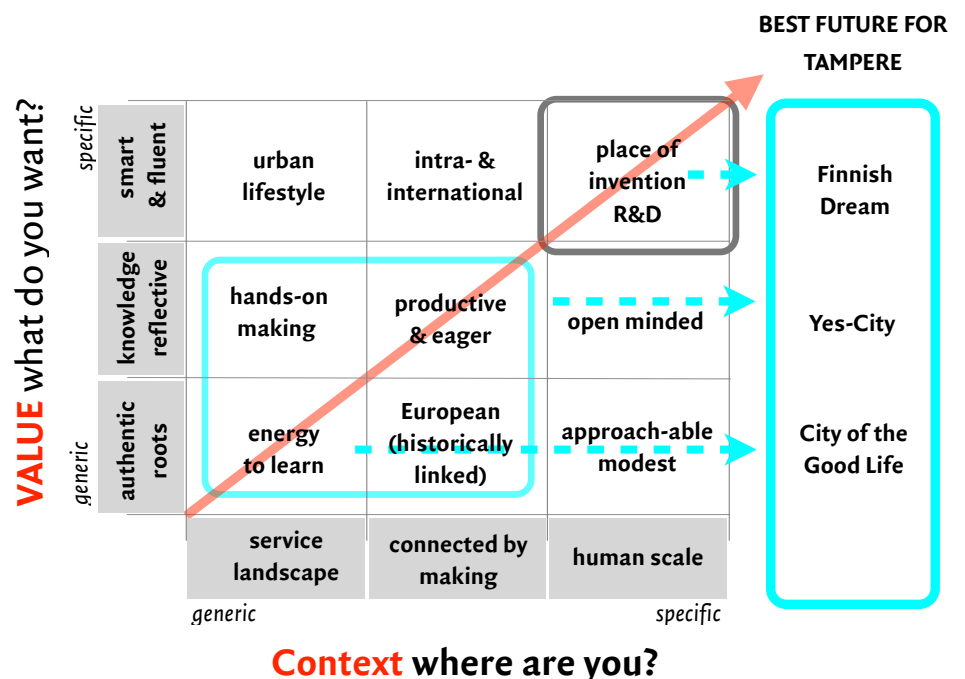 BEST FUTURE FOR
TAMPERE
VALUE what do you want?
specific
generic
smart
& fluent
urban
lifestyle
intra- &
international
place of
invention
R&D
Finnish
Dream
knowledge
reflective
hands-on
making
productive
& eager
open minded
Yes-City
authentic
roots
energy
to learn
European
(historically
linked)
approach-able
modest
City of the
Good Life
service
landscape
connected by
making
human scale
generic
specific
Context where are you?